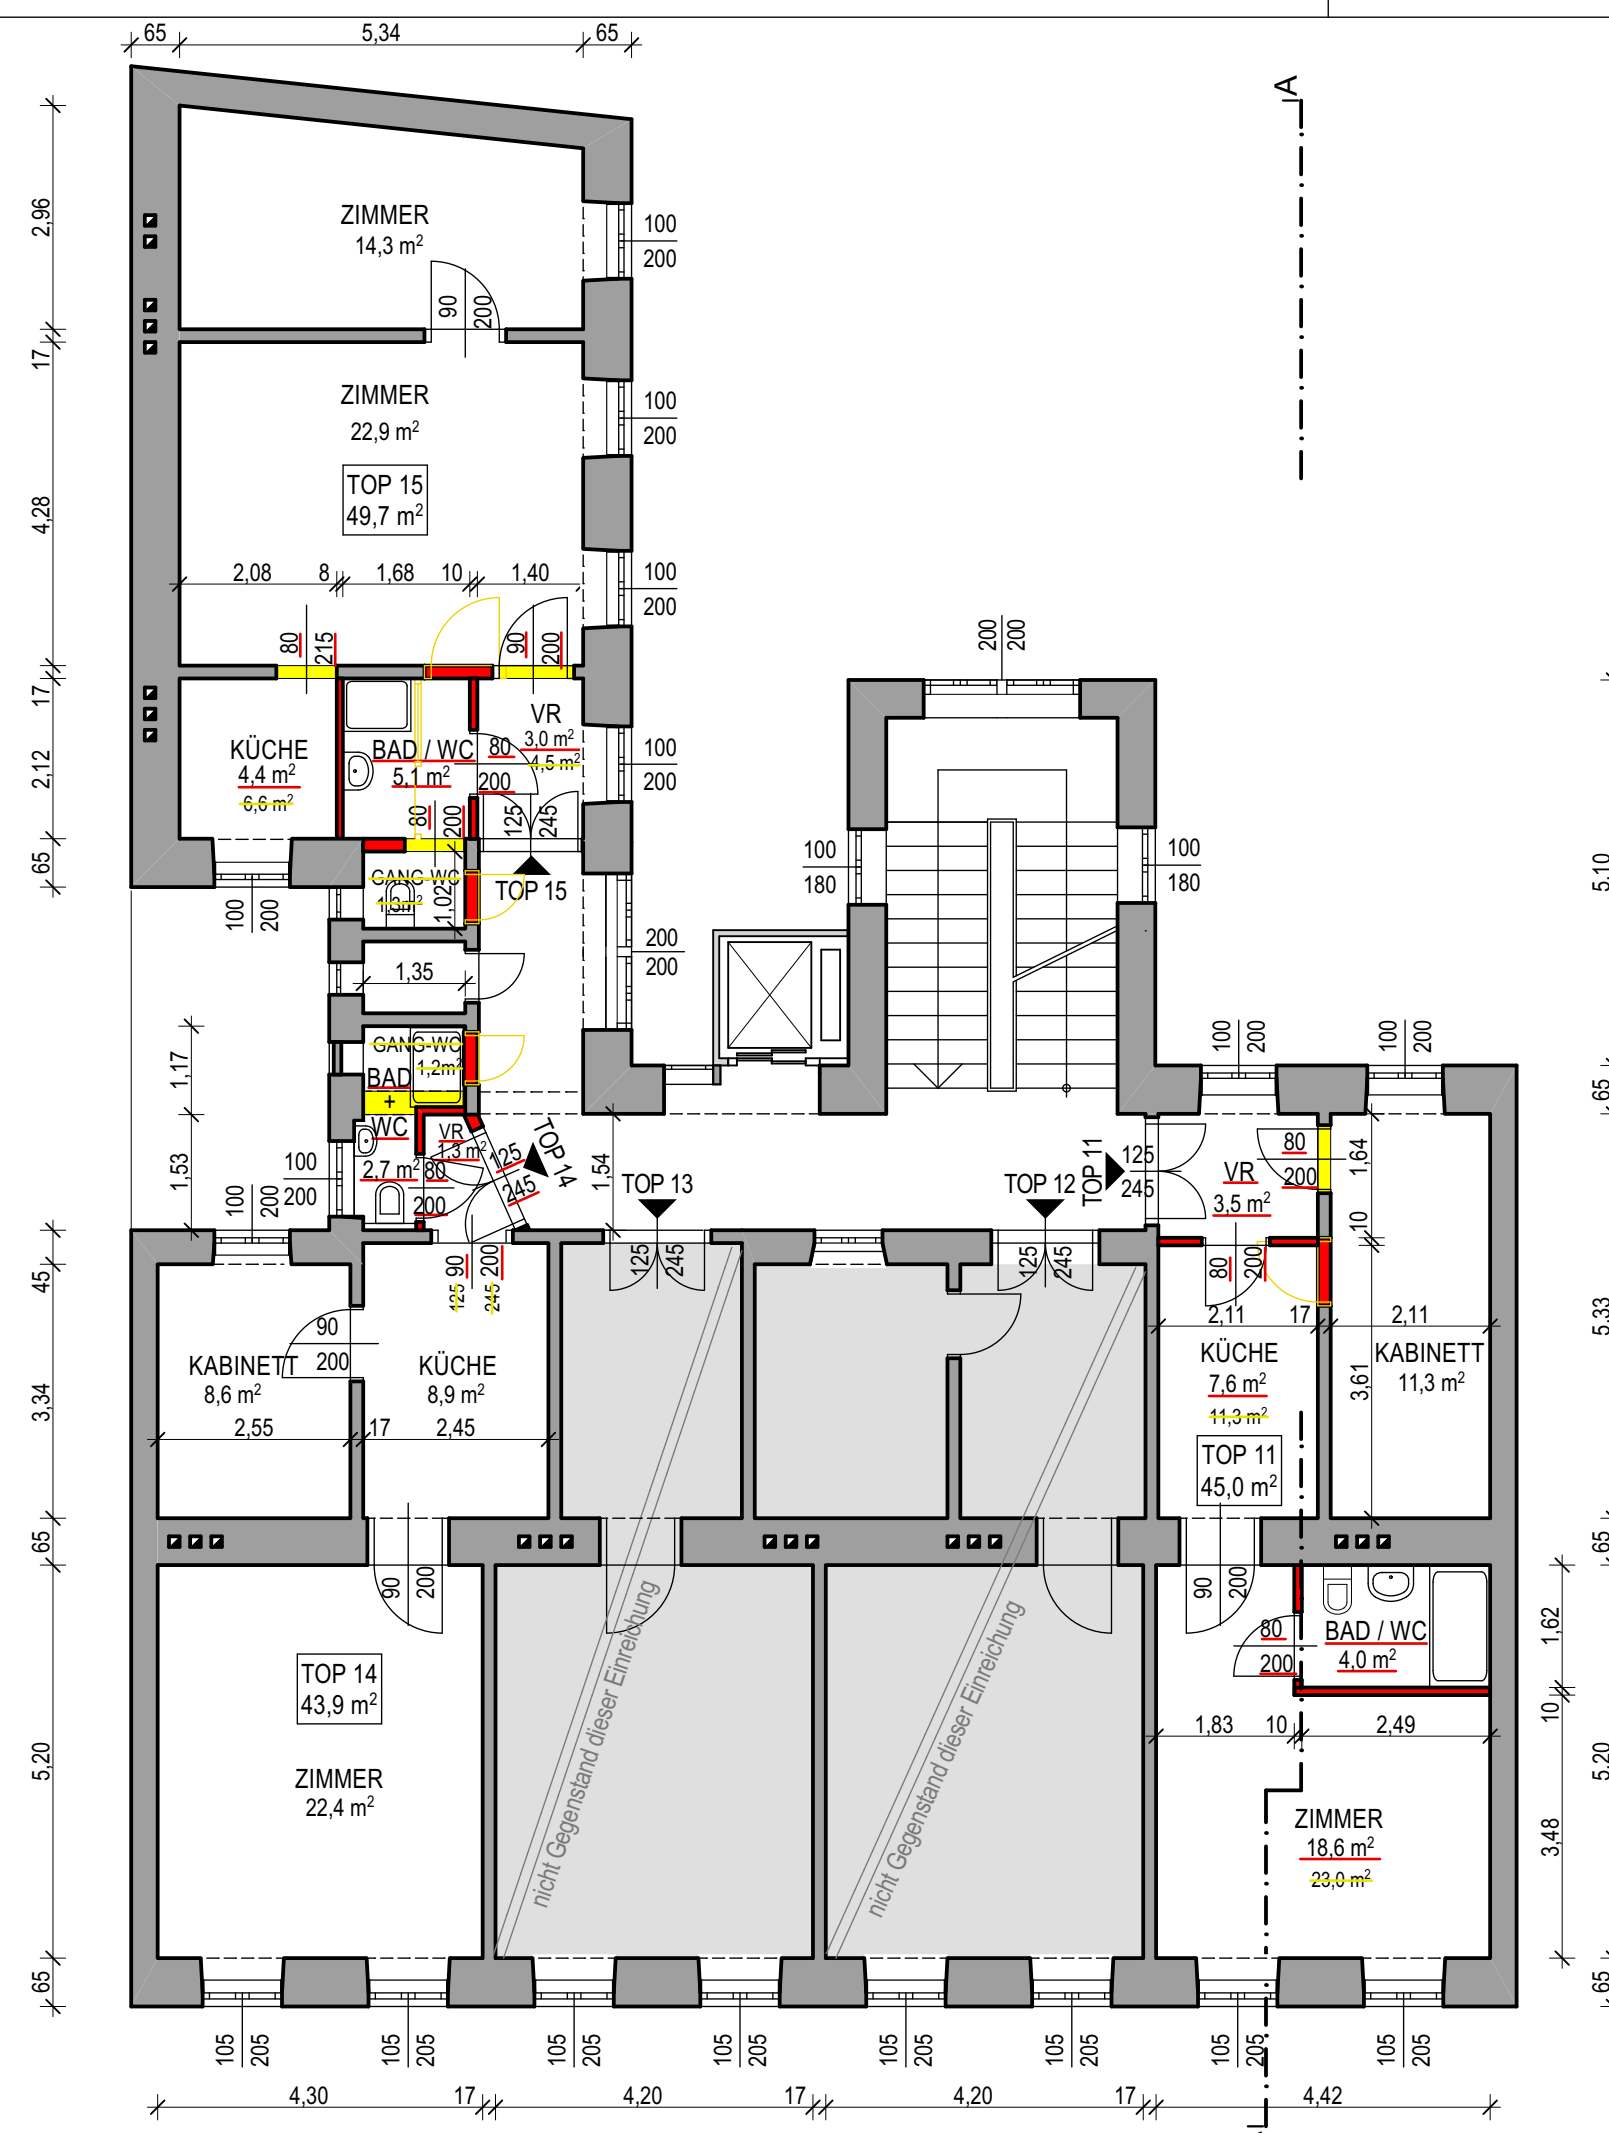 65 5,34 65
A
2,96
ZIMMER
14,3 m²
100
200
90
200
17
ZIMMER
22,9 m²
100
200
TOP 15
49,7 m²
4,28
2,08 8 1,68 10 1,40
100
200
80
215
90
200
200
200
17
VR
3,0 m²
4,5 m²
KÜCHE
4,4 m²
6,6 m²
BAD / WC
5,1 m²
80
200
100
200
2,12
80
200
125
245
65
100
180
100
180
5,10
GANG-WC
1,3m²
1,02
TOP 15
100
200
200
200
1,35
1,17
GANG-WC
1,2m²
BAD
+
WC
2,7 m²
VR
1,3 m²
80
200
125
245
TOP 14
100
200
100
200
65
1,53
100
200
100
200
1,54
TOP 13
TOP 12
TOP 11
125
245
VR
3,5 m²
80
200
1,64
10
45
90
200
125
245
125
245
125
245
80
200
2,11 17 2,11
5,33
90
200
KABINETT
8,6 m²
KÜCHE
8,9 m²
KÜCHE
7,6 m²
11,3 m²
KABINETT
11,3 m²
3,61
3,34
2,55 17 2,45
TOP 11
45,0 m²
65
65
90
200
90
200
nicht Gegenstand dieser Einreichung
nicht Gegenstand dieser Einreichung
80
200
BAD / WC
4,0 m²
1,62
TOP 14
43,9 m²
10
1,83 10 2,49
5,20
5,20
ZIMMER
22,4 m²
ZIMMER
18,6 m²
23,0 m²
3,48
65
65
105
205
105
205
105
205
105
205
105
205
105
205
105
205
105
205
4,30 17 4,20 17 4,20 17 4,42